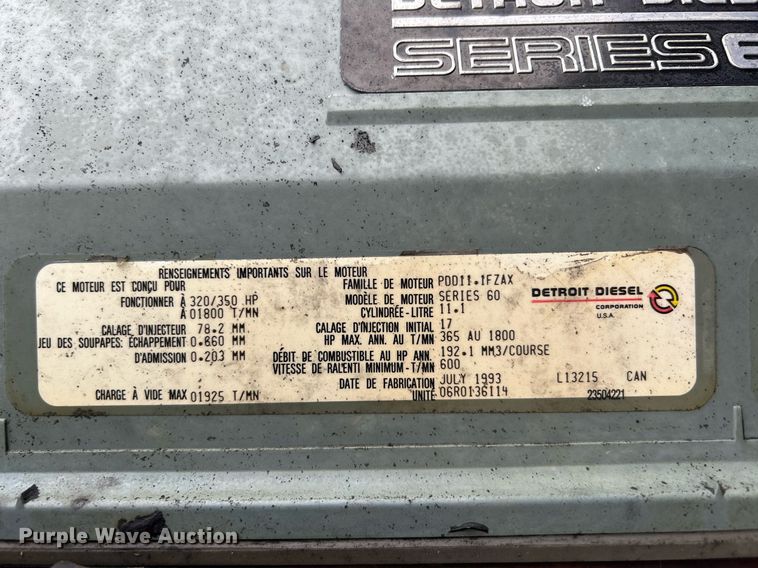 DETROIT DIESEL
SERIES 6
RENSEIGNEMENTS IMPORTANTS SUR LE MOTEUR
CE MOTEUR EST CONÇU POUR
FONCTIONNER À 320/350 HP
À 01800 T/MN
CALAGE D'INJECTEUR 78.2 MM.
JEU DES SOUPAPES: ÉCHAPPEMENT 0.660 MM
D'ADMISSION 0.203 MM
CHARGE À VIDE MAX 01925 T/MN
FAMILLE DE MOTEUR PDD11.1FZAX
MODÈLE DE MOTEUR SERIES 60
CYLINDRÉE-LITRE 11.1
CALAGE D'INJECTION INITIAL 17
HP MAX. ANN. AU T/MN 365 AU 1800
DÉBIT DE COMBUSTIBLE AU HP ANN. 192.1 MM3/COURSE
VITESSE DE RALENTI MINIMUM-T/MN 600
DATE DE FABRICATION JULY 1993
UNITÉ 06R0136114
DETROIT DIESEL
CORPORATION
U.S.A.
L13215 CAN
23504221
Purple Wave Auction